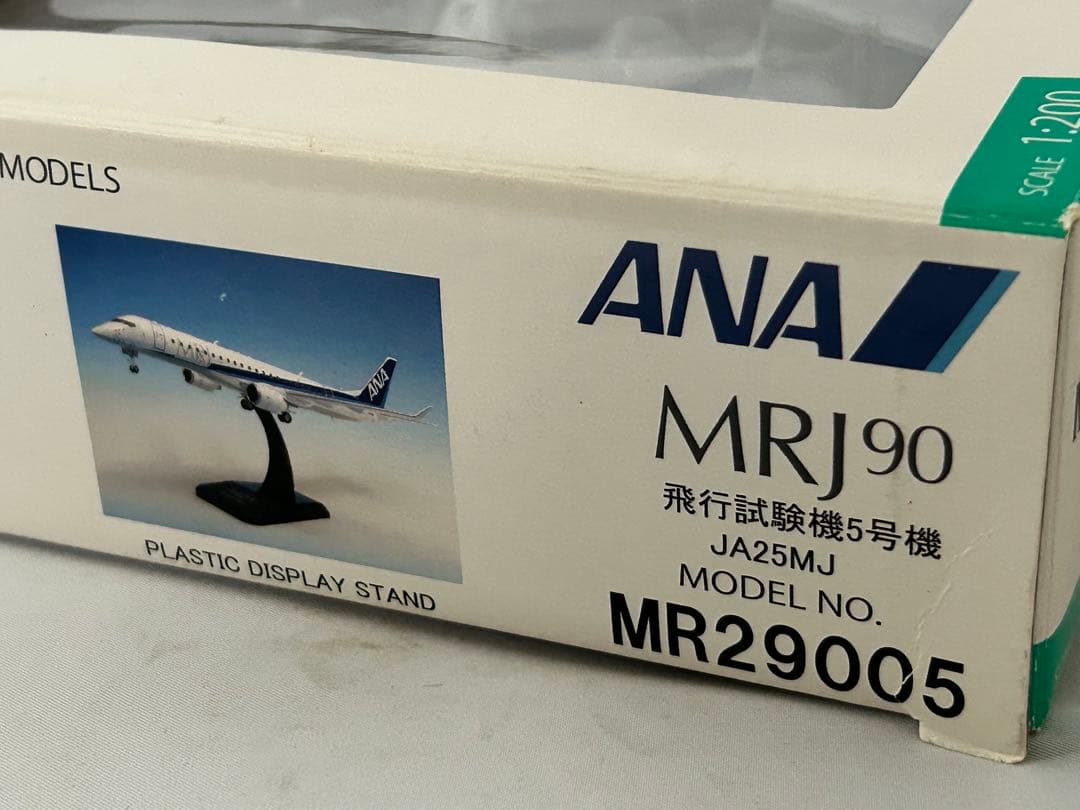 SCALE 1:200
MODELS
ANA
ANA
MRJ90
飛行試験機5号機
JA25MJ
MODEL NO.
MR29005
PLASTIC DISPLAY STAND